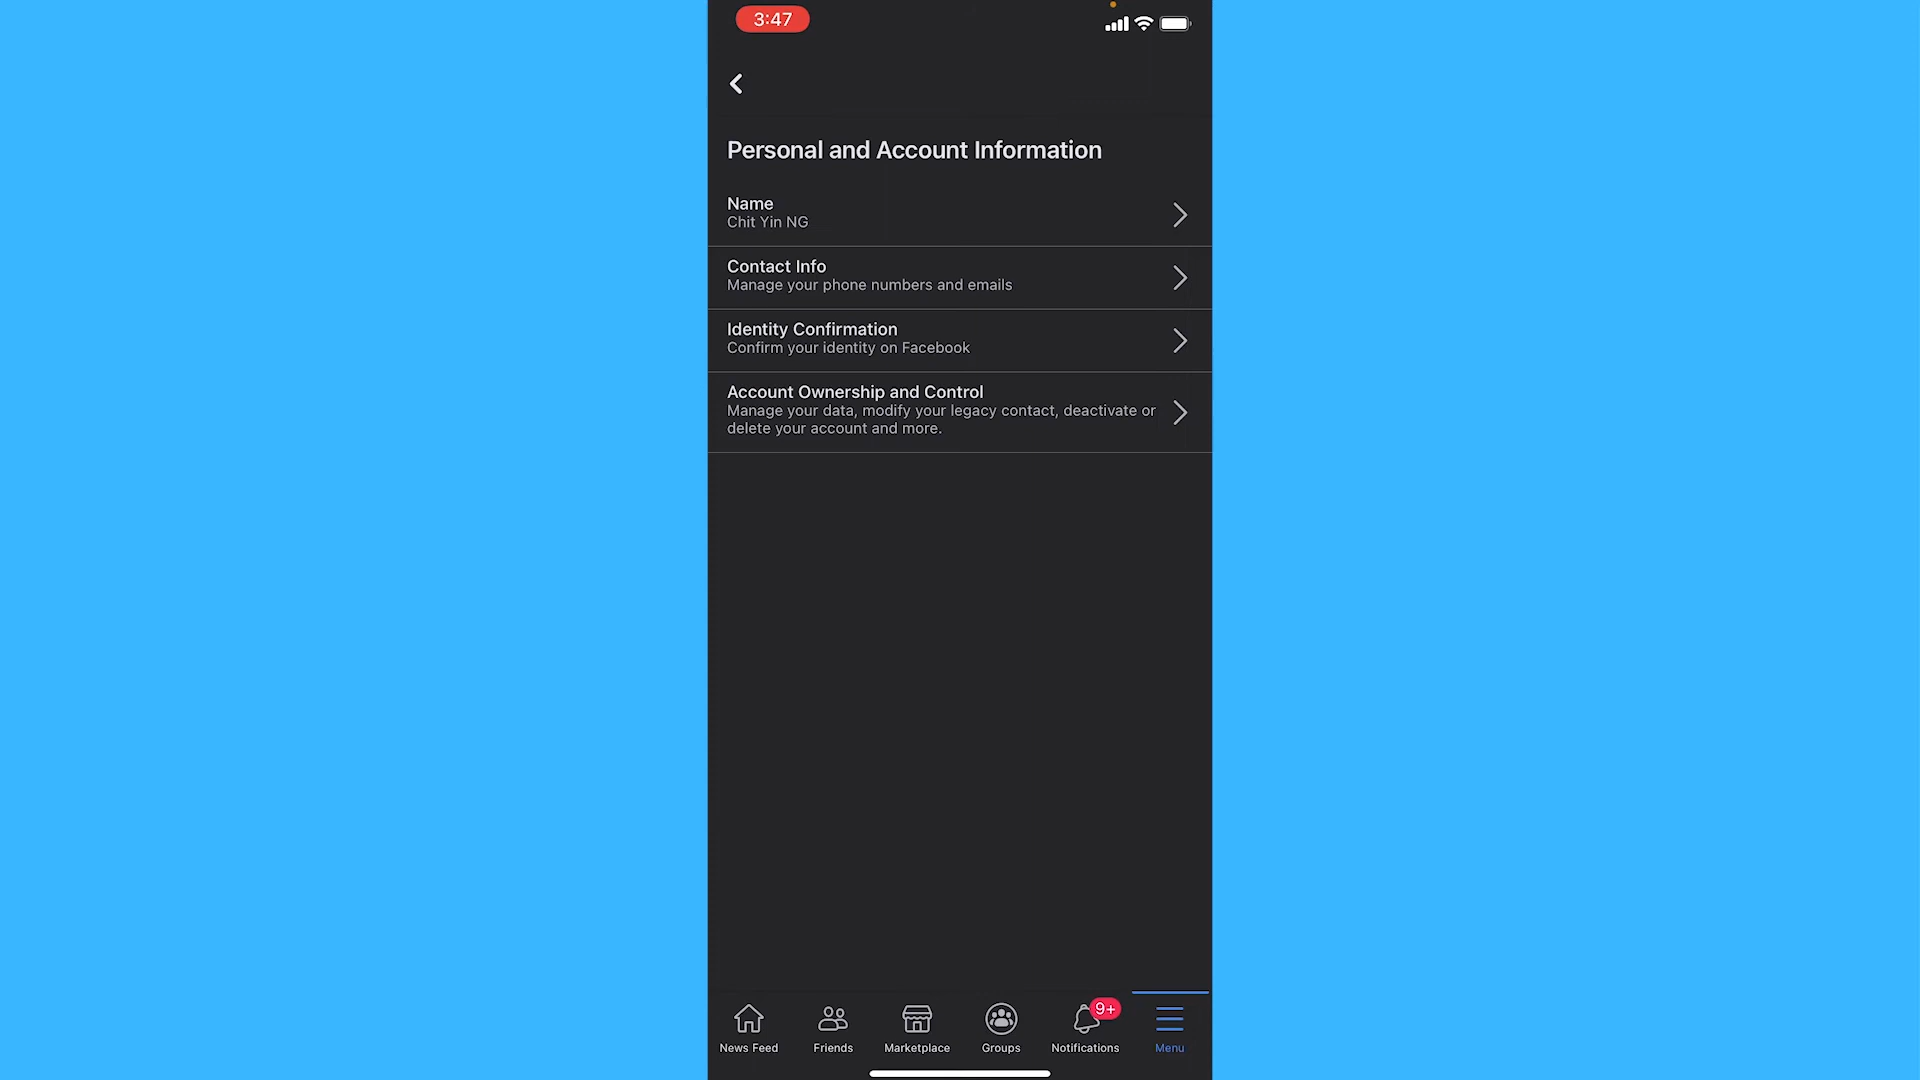 3:47
Personal and Account Information
Name
Chit Yin NG
Contact Info
Manage your phone numbers and emails
Identity Confirmation
Confirm your identity on Facebook
Account Ownership and Control
Manage your data, modify your legacy contact, deactivate or
delete your account and more.
9+
News Feed Friends Marketplace Groups Notifications Menu